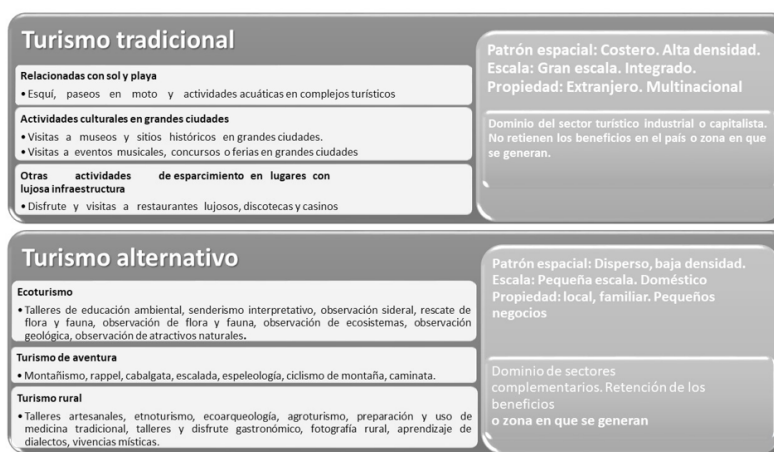 Turismo tradicional
Relacionadas con sol y playa
• Esquí, paseos en moto y actividades acuáticas en complejos turísticos
Actividades culturales en grandes ciudades
• Visitas a museos y sitios históricos en grandes ciudades.
• Visitas a eventos musicales, concursos o ferias en grandes ciudades
Otras actividades de esparcimiento en lugares con
lujosa infraestructura
• Disfrute y visitas a restaurantes lujosos, discotecas y casinos
Patrón espacial: Costero. Alta densidad.
Escala: Gran escala. Integrado.
Propiedad: Extranjero. Multinacional
Dominio del sector turístico industrial o capitalista.
No retienen los beneficios en el país o zona en que
se generan.
Turismo alternativo
Ecoturismo
• Talleres de educación ambiental, senderismo interpretativo, observación sideral, rescate de
flora y fauna, observación de flora y fauna, observación de ecosistemas, observación
geológica, observación de atractivos naturales.
Turismo de aventura
• Montañismo, rappel, cabalgata, escalada, espeleología, ciclismo de montaña, caminata.
Turismo rural
• Talleres artesanales, etnoturismo, ecoarqueología, agroturismo, preparación y uso de
medicina tradicional, talleres y disfrute gastronómico, fotografía rural, aprendizaje de
dialectos, vivencias místicas.
Patrón espacial: Disperso, baja densidad.
Escala: Pequeña escala. Doméstico
Propiedad: local, familiar. Pequeños
negocios
Dominio de sectores
complementarios. Retención de los
beneficios
o zona en que se generan